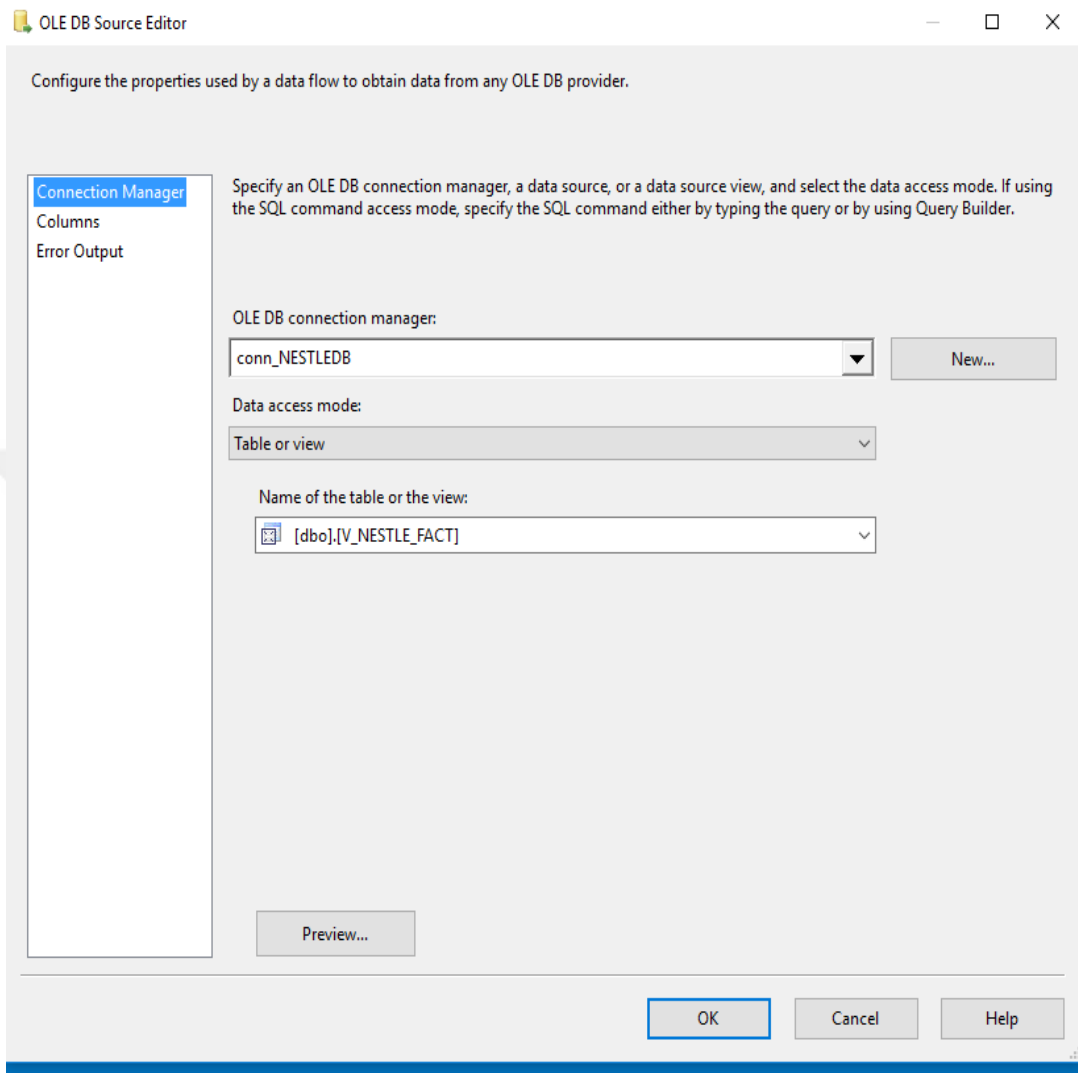 OLE DB Source Editor
Configure the properties used by a data flow to obtain data from any OLE DB provider.
Connection Manager
Columns
Error Output
Specify an OLE DB connection manager, a data source, or a data source view, and select the data access mode. If using
the SQL command access mode, specify the SQL command either by typing the query or by using Query Builder.
OLE DB connection manager:
conn_NESTLEDB
New...
Data access mode:
Table or view
Name of the table or the view:
[dbo].[V_NESTLE_FACT]
Preview...
OK
Cancel
Help